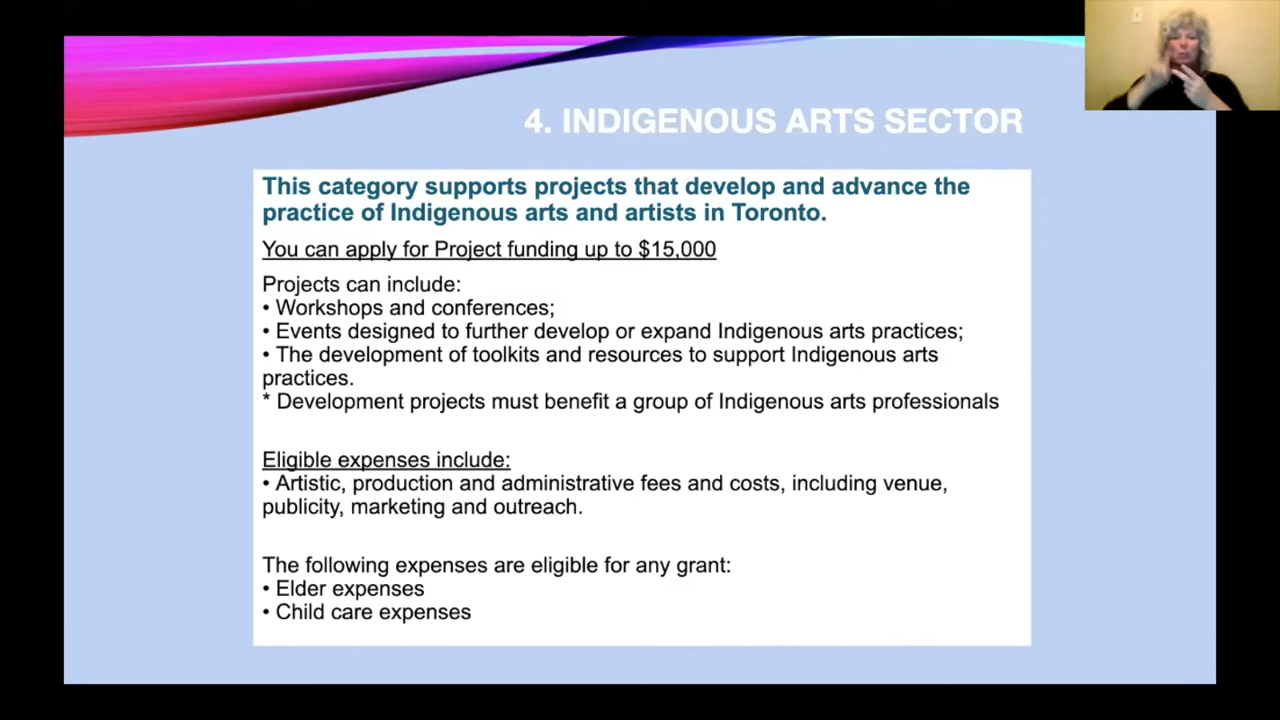 4. INDIGENOUS ARTS SECTOR
This category supports projects that develop and advance the
practice of Indigenous arts and artists in Toronto.
You can apply for Project funding up to $15,000
Projects can include:
• Workshops and conferences;
• Events designed to further develop or expand Indigenous arts practices;
• The development of toolkits and resources to support Indigenous arts
practices.
* Development projects must benefit a group of Indigenous arts professionals
Eligible expenses include:
• Artistic, production and administrative fees and costs, including venue,
publicity, marketing and outreach.
The following expenses are eligible for any grant:
• Elder expenses
• Child care expenses